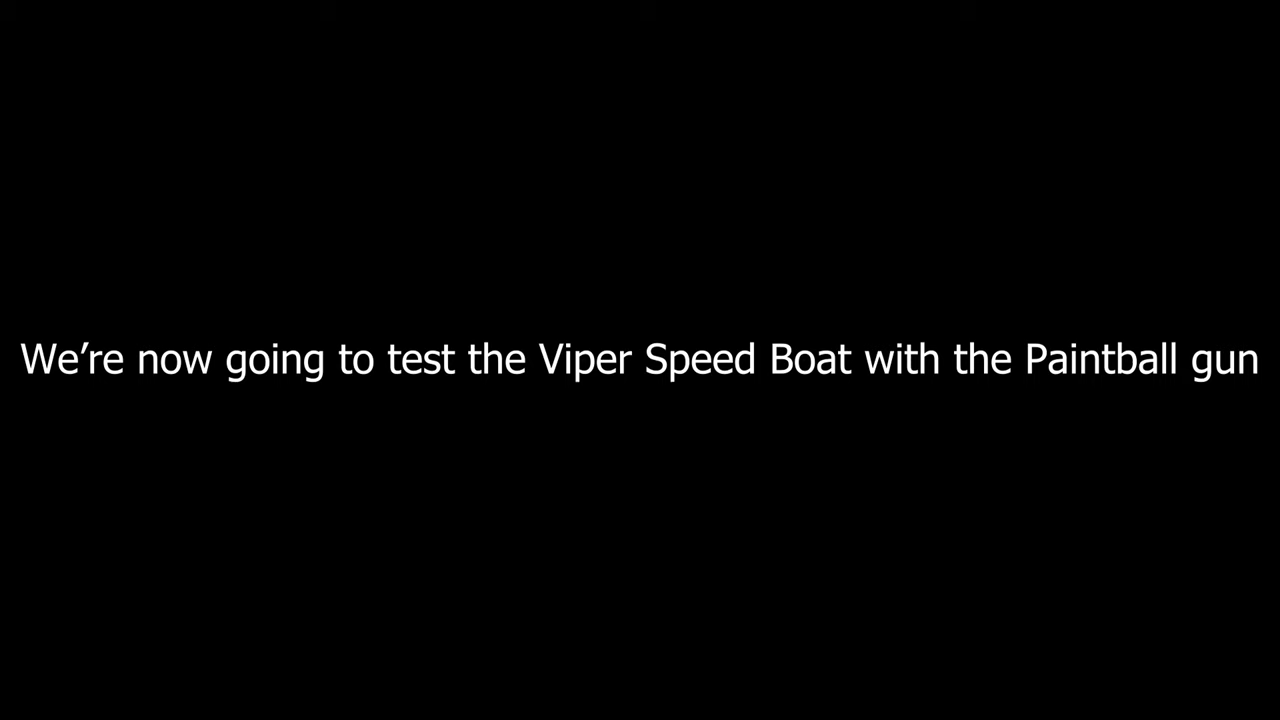 We’re now going to test the Viper Speed Boat with the Paintball gun